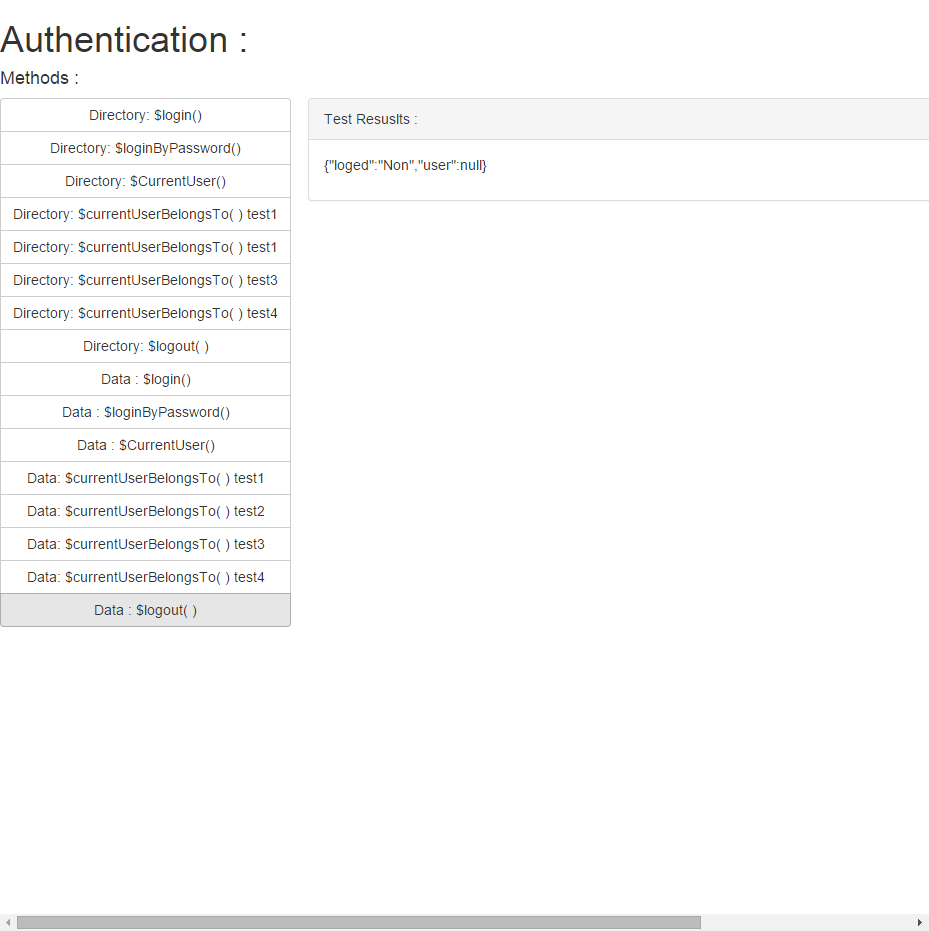 Authentication :
Methods :
Directory: $login()
Directory: $loginByPassword()
Directory: $CurrentUser()
Directory: $currentUserBelongsTo( ) test1
Directory: $currentUserBelongsTo( ) test1
Directory: $currentUserBelongsTo( ) test3
Directory: $currentUserBelongsTo( ) test4
Directory: $logout( )
Data : $login()
Data : $loginByPassword()
Data : $CurrentUser()
Data: $currentUserBelongsTo( ) test1
Data: $currentUserBelongsTo( ) test2
Data: $currentUserBelongsTo( ) test3
Data: $currentUserBelongsTo( ) test4
Data : $logout( )
Test Resuslts :
{"loged":"Non","user":null}